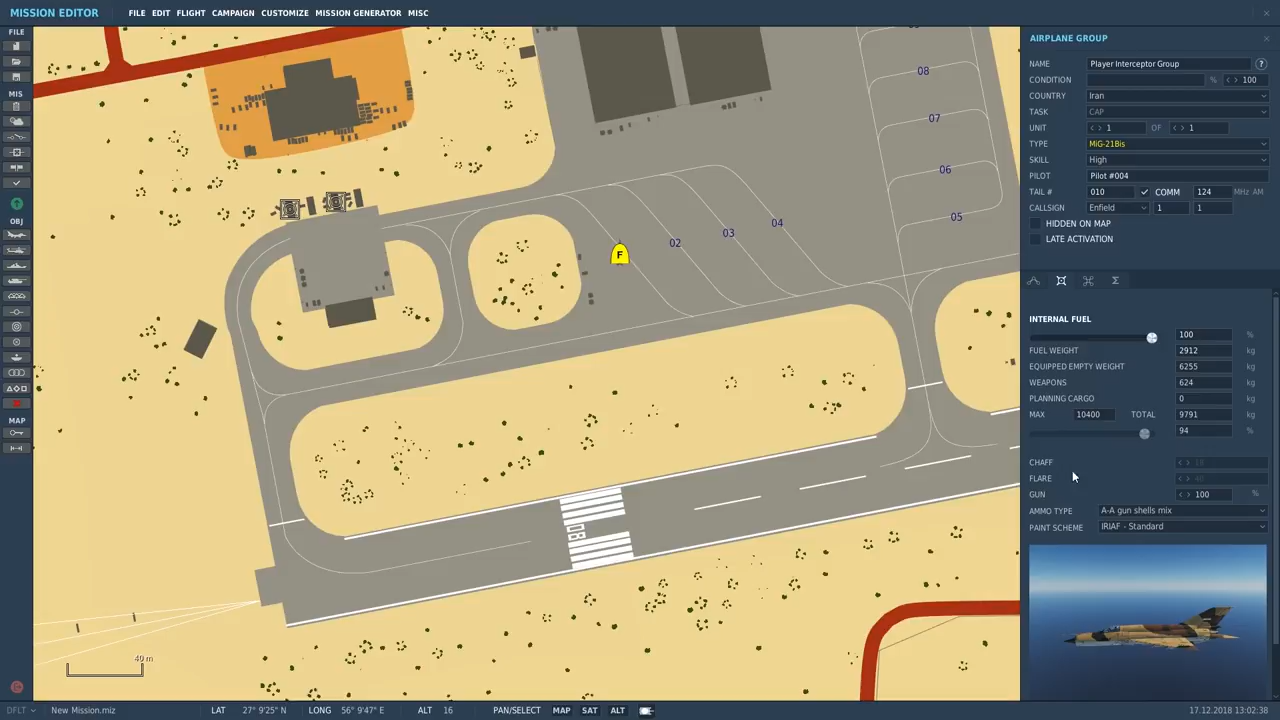 MISSION EDITOR
FILE EDIT FLIGHT CAMPAIGN CUSTOMIZE MISSION GENERATOR MISC
FILE
MIS
OBJ
MAP
08
07
06
05
04
03
02
F
08
40 m
AIRPLANE GROUP
NAME Player Interceptor Group ?
CONDITION % < > 100
COUNTRY Iran
TASK CAP
UNIT < > 1 OF < > 1
TYPE MiG-21Bis
SKILL High
PILOT Pilot #004
TAIL # 010 COMM 124 MHz AM
CALLSIGN Enfield 1 1
HIDDEN ON MAP
LATE ACTIVATION
Σ
INTERNAL FUEL
100 %
FUEL WEIGHT 2912 kg
EQUIPPED EMPTY WEIGHT 6255 kg
WEAPONS 624 kg
PLANNING CARGO 0 kg
MAX 10400 TOTAL 9791 kg
94 %
CHAFF < > 18
FLARE < > 40
GUN < > 100 %
AMMO TYPE A-A gun shells mix
PAINT SCHEME IRIAF - Standard
DFLT New Mission.miz LAT 27° 9'25" N LONG 56° 9'47" E ALT 16 PAN/SELECT MAP SAT ALT 17.12.2018 13:02:38